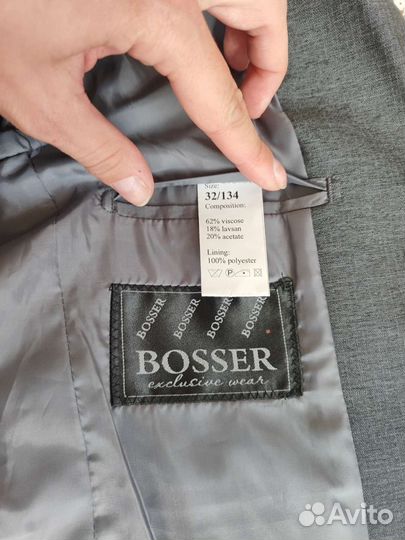 Size:
32/134
Composition:
62% viscose
18% lavsan
20% acetate
Lining:
100% polyester
P
BOSSER
BOSSER
BOSSER
BOSSER
BOSSER
exclusive wear
Avito